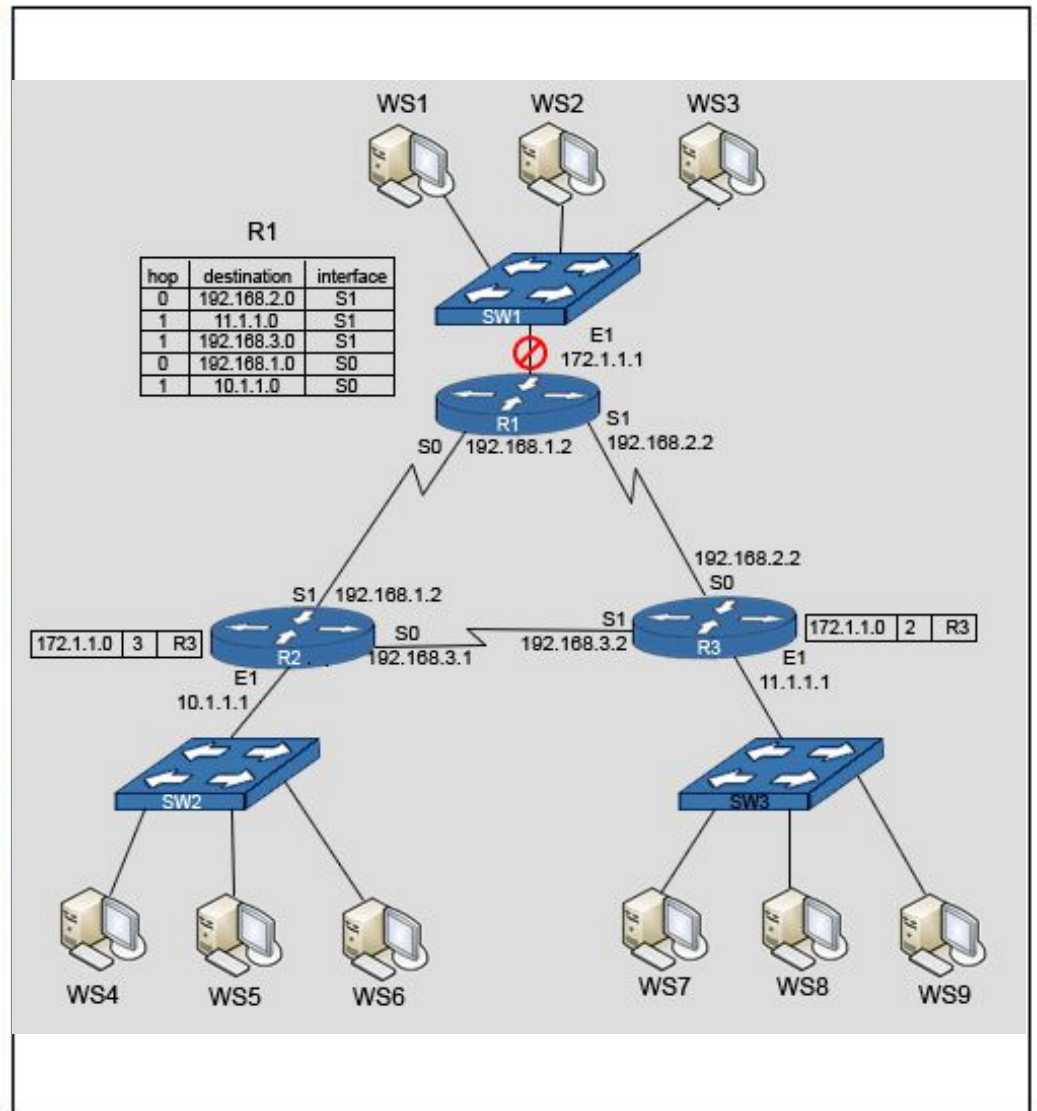 WS1 WS2 WS3
R1
hop destination interface
0 192.168.2.0 S1
1 11.1.1.0 S1
1 192.168.3.0 S1
0 192.168.1.0 S0
1 10.1.1.0 S0
SW1
E1
172.1.1.1
R1
S1
S0 192.168.1.2
192.168.2.2
192.168.2.2
S0
S1 192.168.1.2
172.1.1.0 3 R3
R2
S0
192.168.3.1
S1
192.168.3.2
R3
172.1.1.0 2 R3
E1
10.1.1.1
E1
11.1.1.1
SW2
SW3
WS4 WS5 WS6
WS7 WS8 WS9